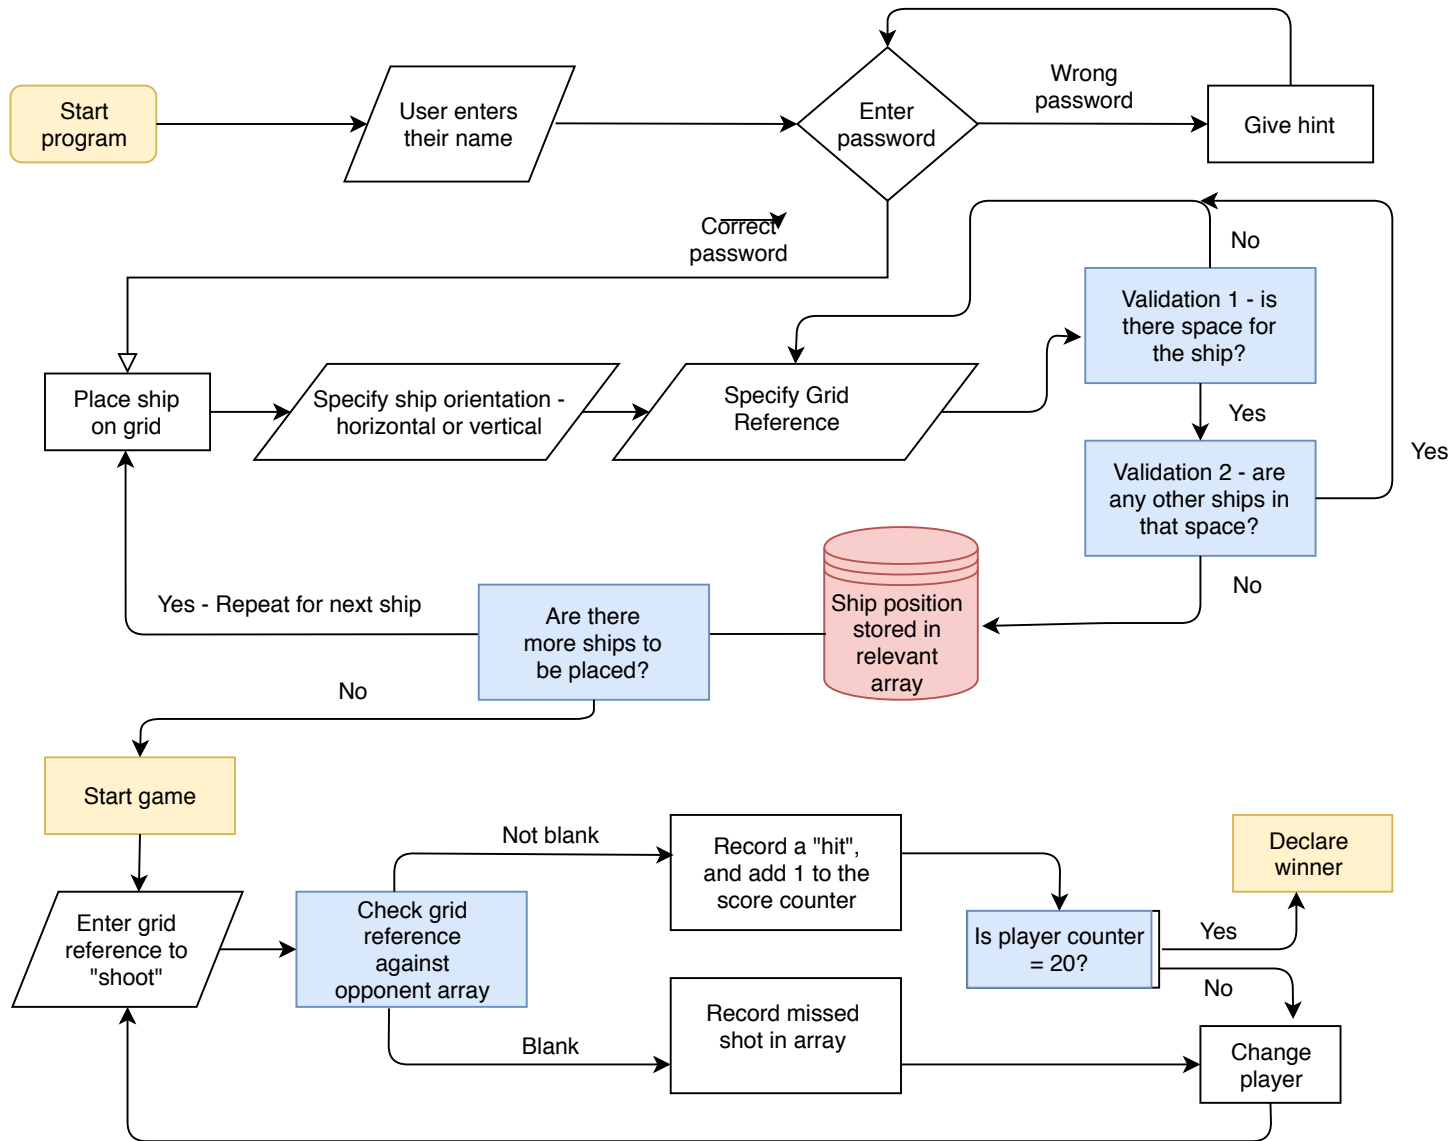 Start
program
User enters
their name
Enter
password
Wrong
password
Give hint
Correct
password
No
Validation 1 - is
there space for
the ship?
Place ship
on grid
Specify ship orientation -
horizontal or vertical
Specify Grid
Reference
Yes
Yes
Validation 2 - are
any other ships in
that space?
No
Ship position
stored in
relevant
array
Are there
more ships to
be placed?
Yes - Repeat for next ship
No
Start game
Enter grid
reference to
"shoot"
Check grid
reference
against
opponent array
Not blank
Record a "hit",
and add 1 to the
score counter
Blank
Record missed
shot in array
Is player counter
= 20?
Yes
Declare
winner
No
Change
player